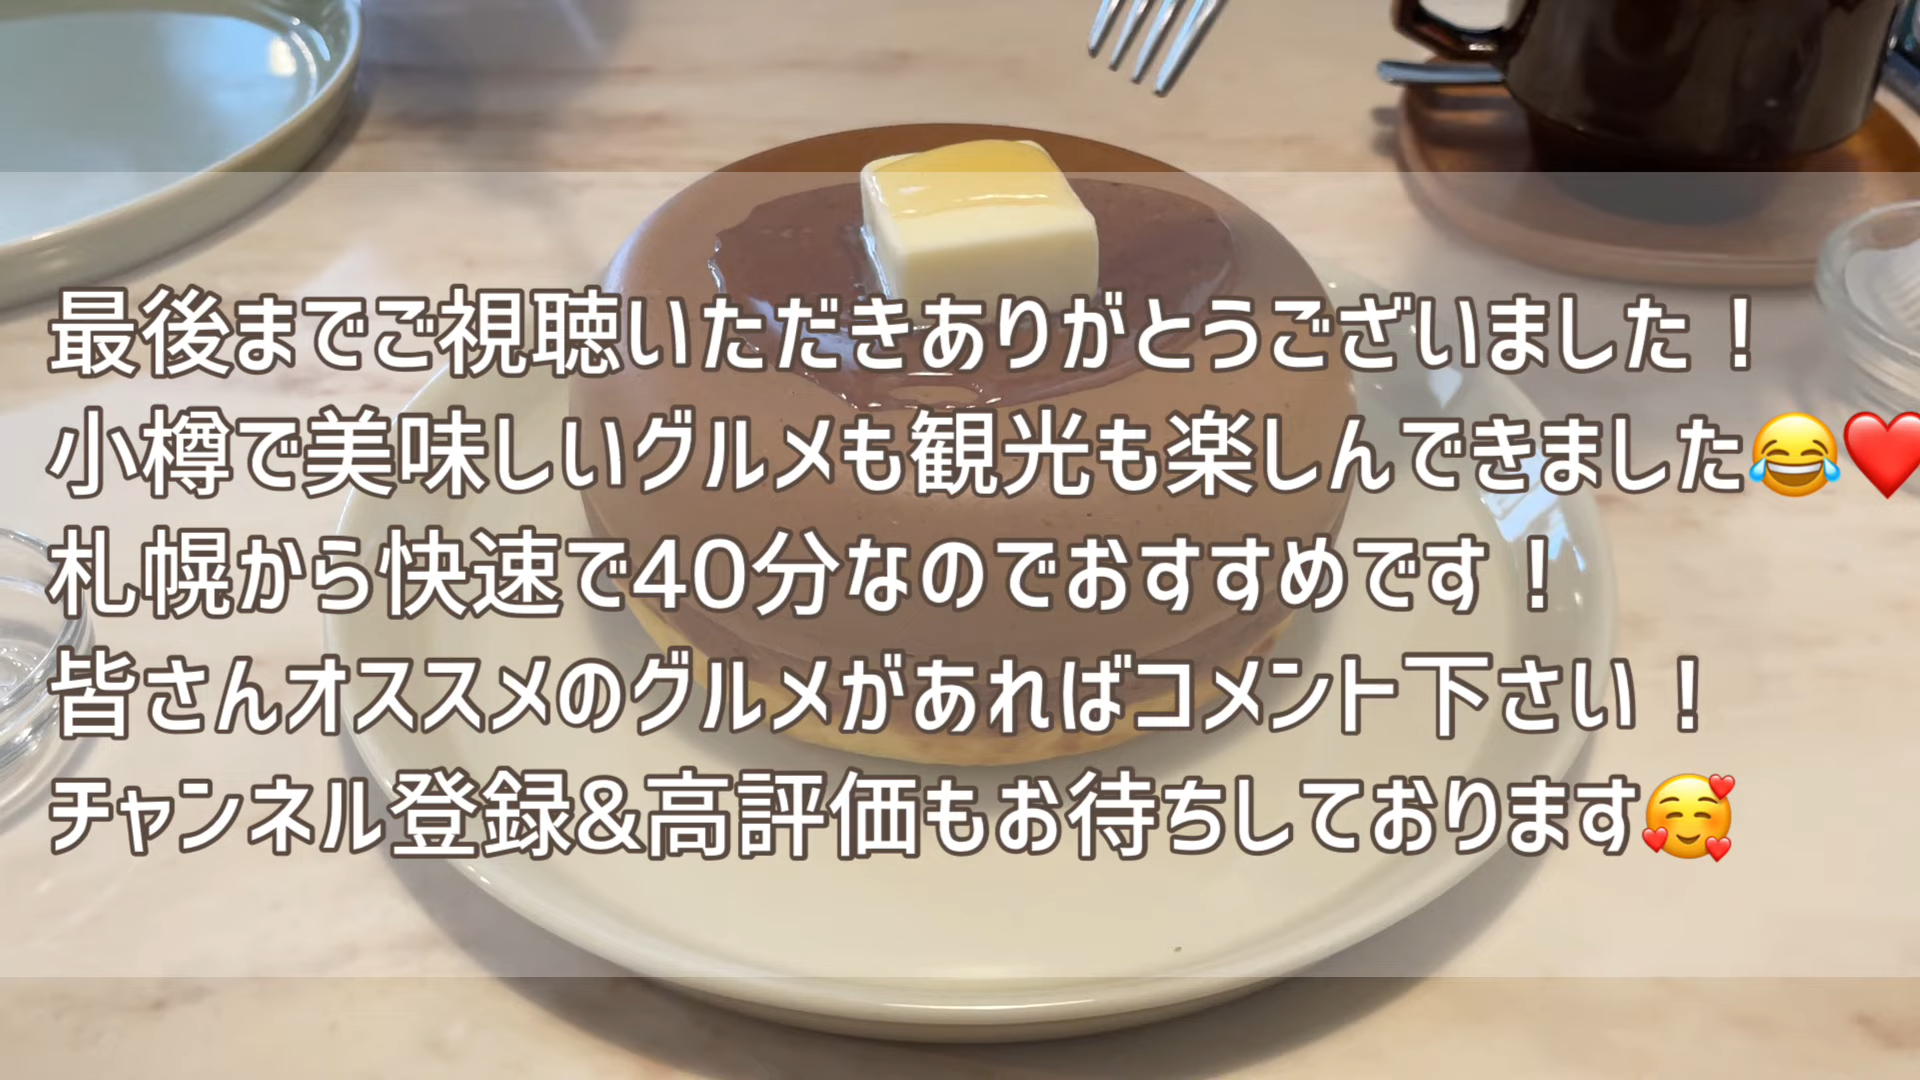 最後までご視聴いただきありがとうございました！
小樽で美味しいグルメも観光も楽しんできました😂❤️
札幌から快速で40分なのでおすすめです！
皆さんオススメのグルメがあればコメント下さい！
チャンネル登録&高評価もお待ちしております🥰